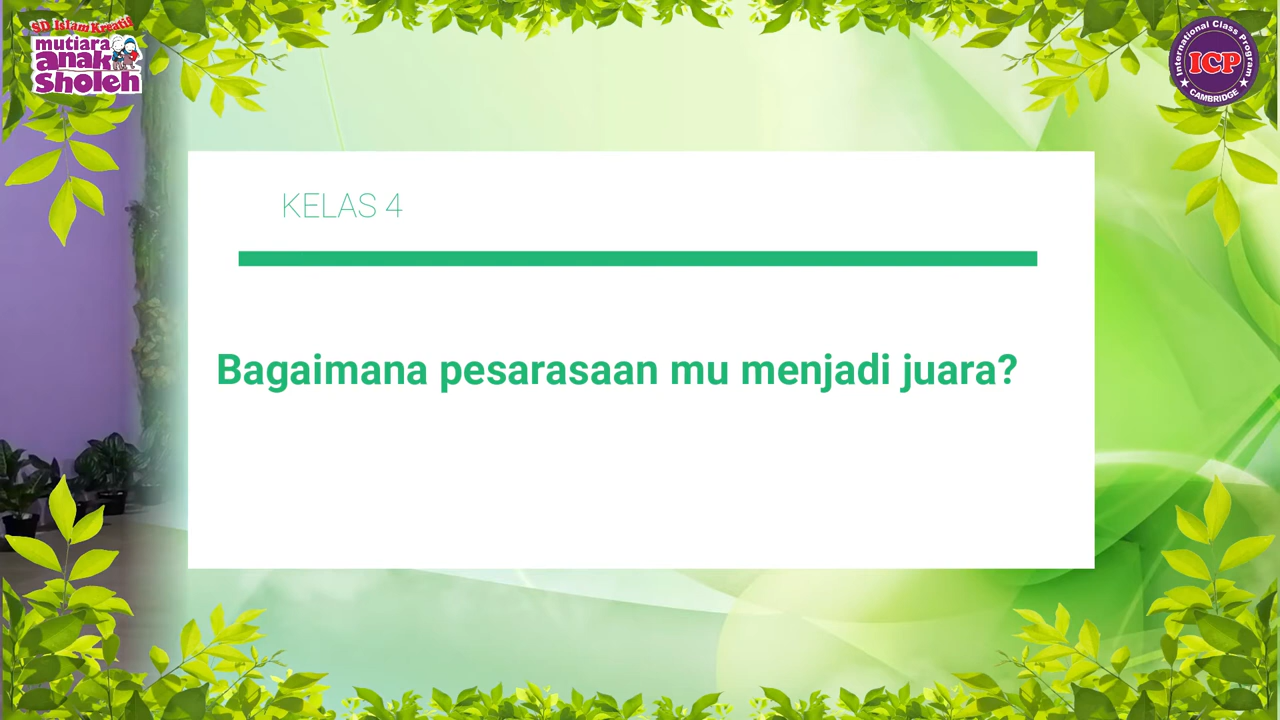 SD Islam Kreatif
mutiara
anak
Sholeh
International Class Program
ICP
CAMBRIDGE
KELAS 4
Bagaimana pesarasaan mu menjadi juara?